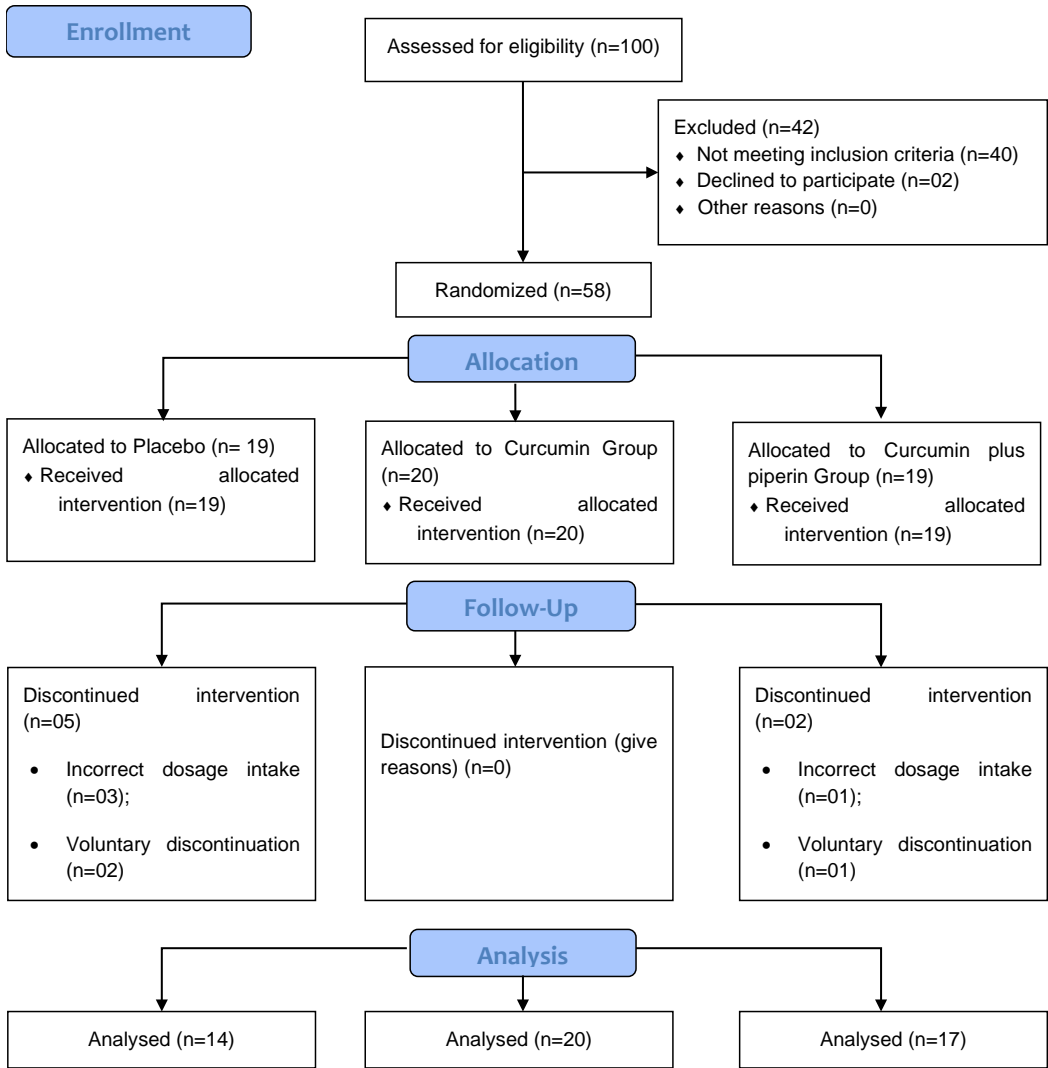 Enrollment
Assessed for eligibility (n=100)
Excluded (n=42)
♦ Not meeting inclusion criteria (n=40)
♦ Declined to participate (n=02)
♦ Other reasons (n=0)
Randomized (n=58)
Allocation
Allocated to Placebo (n= 19)
♦ Received allocated
intervention (n=19)
Allocated to Curcumin Group
(n=20)
♦ Received allocated
intervention (n=20)
Allocated to Curcumin plus
piperin Group (n=19)
♦ Received allocated
intervention (n=19)
Follow-Up
Discontinued intervention
(n=05)
• Incorrect dosage intake
(n=03);
• Voluntary discontinuation
(n=02)
Discontinued intervention (give
reasons) (n=0)
Discontinued intervention
(n=02)
• Incorrect dosage intake
(n=01);
• Voluntary discontinuation
(n=01)
Analysis
Analysed (n=14)
Analysed (n=20)
Analysed (n=17)